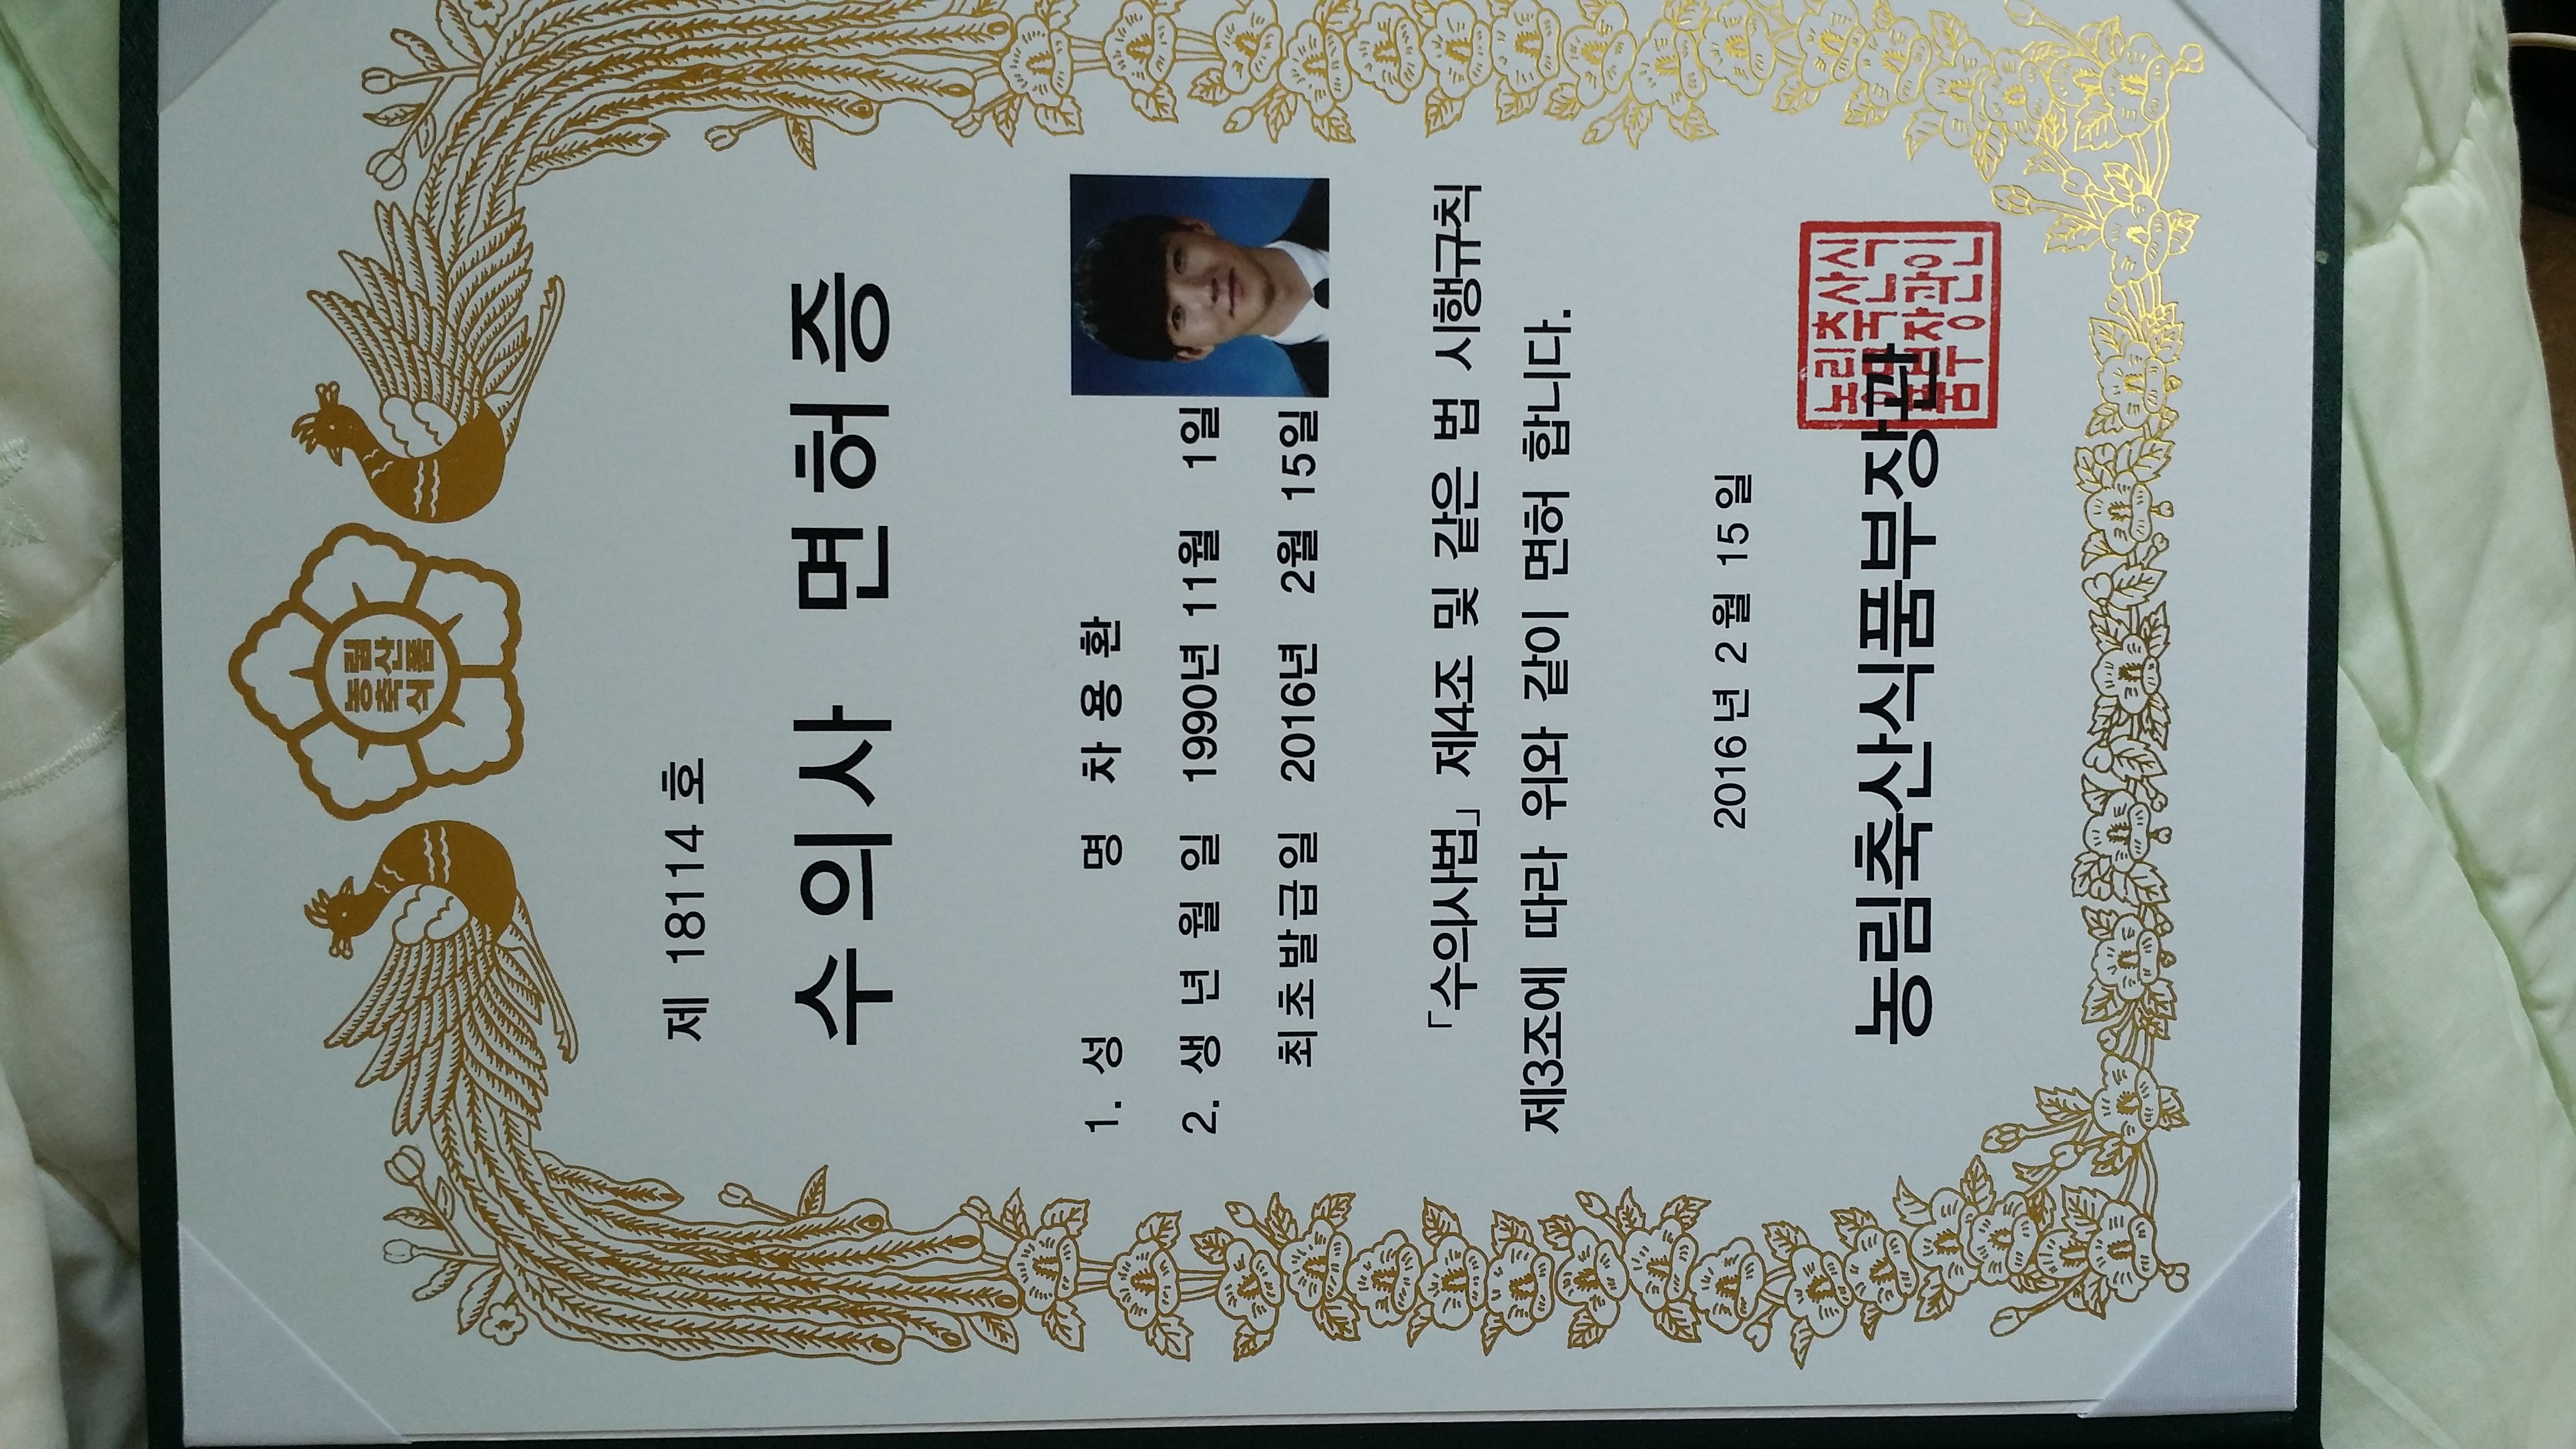 농림
축산
식품
제 18114 호
수의사 면허증
1. 성 명 차 용 환
2. 생 년 월 일 1990년 11월 1일
최초발급일 2016년 2월 15일
「수의사법」 제4조 및 같은 법 시행규칙
제3조에 따라 위와 같이 면허 합니다.
2016 년 2 월 15 일
농림축산식품부장관
농림축산식
품부장관인